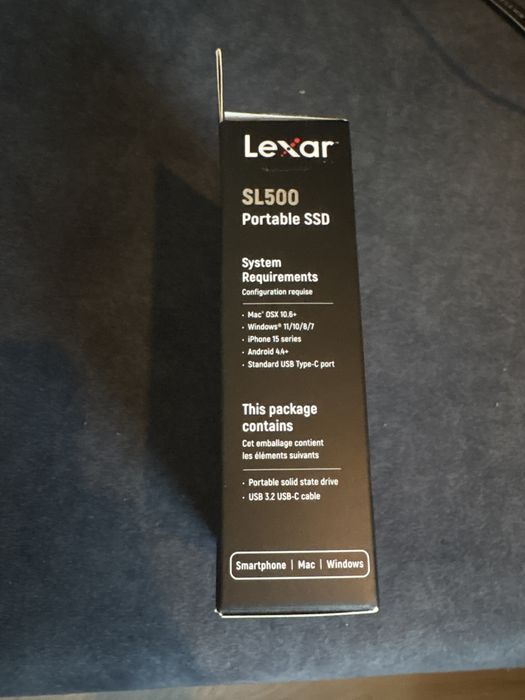 Lexar
SL500
Portable SSD
System
Requirements
Configuration requise
· Mac® OSX 10.6+
· Windows® 11/10/8/7
· iPhone 15 series
· Android 4.4+
· Standard USB Type-C port
This package
contains
Cet emballage contient
les éléments suivants
· Portable solid state drive
· USB 3.2 USB-C cable
Smartphone | Mac | Windows